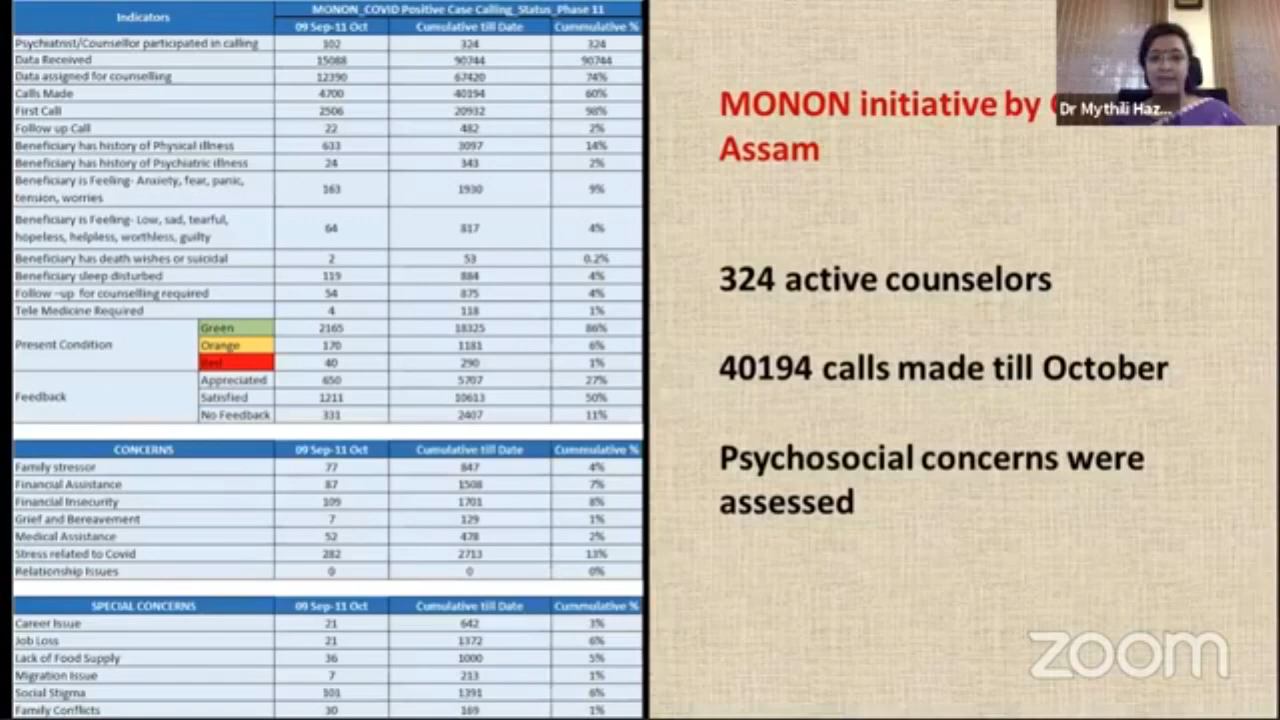 Indicators
MONON_COVID Positive Case Calling_Status_Phase 11
09 Sep-11 Oct Cumulative till Date Cummulative %
Psychiatrist/Counsellor participated in calling 102 324 324
Data Received 15088 90744 90744
Data assigned for counselling 12390 67420 74%
Calls Made 4700 40194 60%
First Call 2506 20932 98%
Follow up Call 22 482 2%
Beneficiary has history of Physical illness 633 3097 14%
Beneficiary has history of Psychiatric illness 24 343 2%
Beneficiary is Feeling- Anxiety, fear, panic,
tension, worries 163 1930 9%
Beneficiary is Feeling- Low, sad, tearful,
hopeless, helpless, worthless, guilty 64 817 4%
Beneficiary has death wishes or suicidal 2 53 0.2%
Beneficiary sleep disturbed 119 884 4%
Follow -up for counselling required 54 875 4%
Tele Medicine Required 4 118 1%
Present Condition
Green 2165 18325 86%
Orange 170 1181 6%
Red 40 290 1%
Feedback
Appreciated 650 5707 27%
Satisfied 1211 10613 50%
No Feedback 331 2407 11%
CONCERNS 09 Sep-11 Oct Cumulative till Date Cummulative %
Family stressor 77 847 4%
Financial Assistance 87 1508 7%
Financial Insecurity 109 1701 8%
Grief and Bereavement 7 129 1%
Medical Assistance 52 478 2%
Stress related to Covid 282 2713 13%
Relationship Issues 0 0 0%
SPECIAL CONCERNS 09 Sep-11 Oct Cumulative till Date Cummulative %
Career Issue 21 642 3%
Job Loss 21 1372 6%
Lack of Food Supply 36 1000 5%
Migration Issue 7 213 1%
Social Stigma 101 1391 6%
Family Conflicts 30 169 1%
MONON initiative by
Assam
324 active counselors
40194 calls made till October
Psychosocial concerns were
assessed
Dr Mythili Haz...
zoom